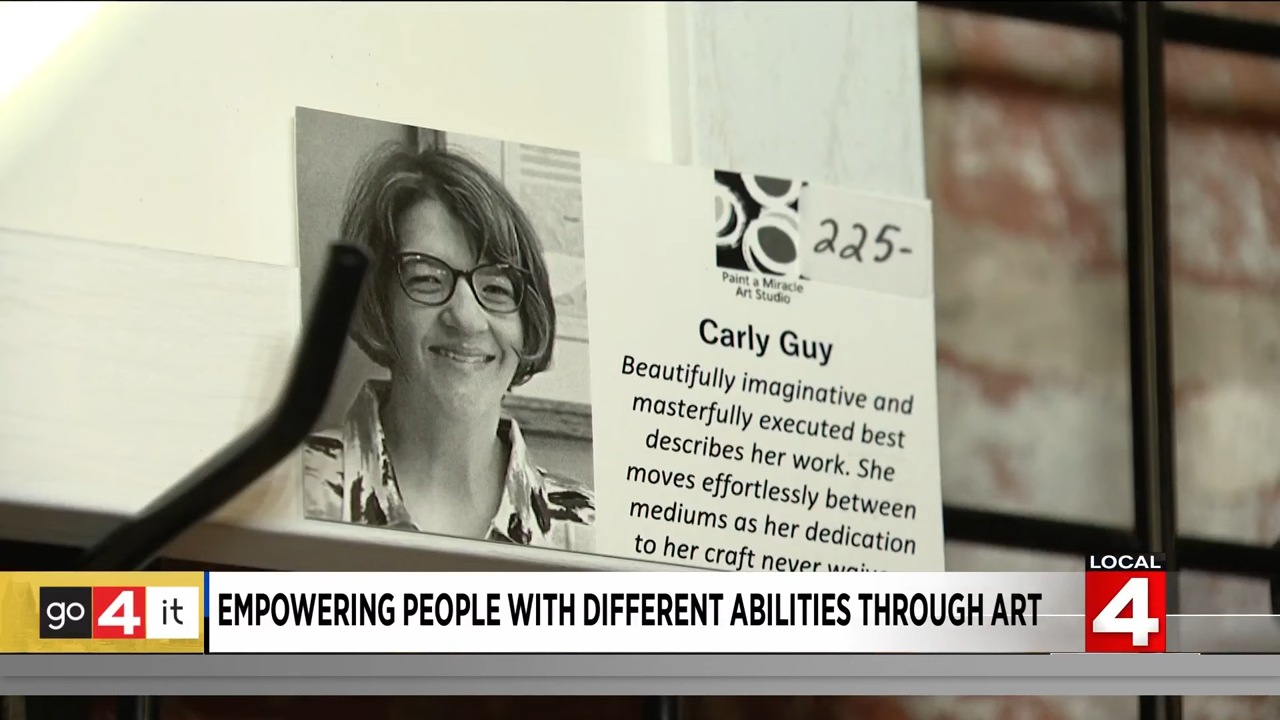 225-
Paint a Miracle
Art Studio
Carly Guy
Beautifully imaginative and
masterfully executed best
describes her work. She
moves effortlessly between
mediums as her dedication
to her craft never
go 4 it
EMPOWERING PEOPLE WITH DIFFERENT ABILITIES THROUGH ART
LOCAL
4